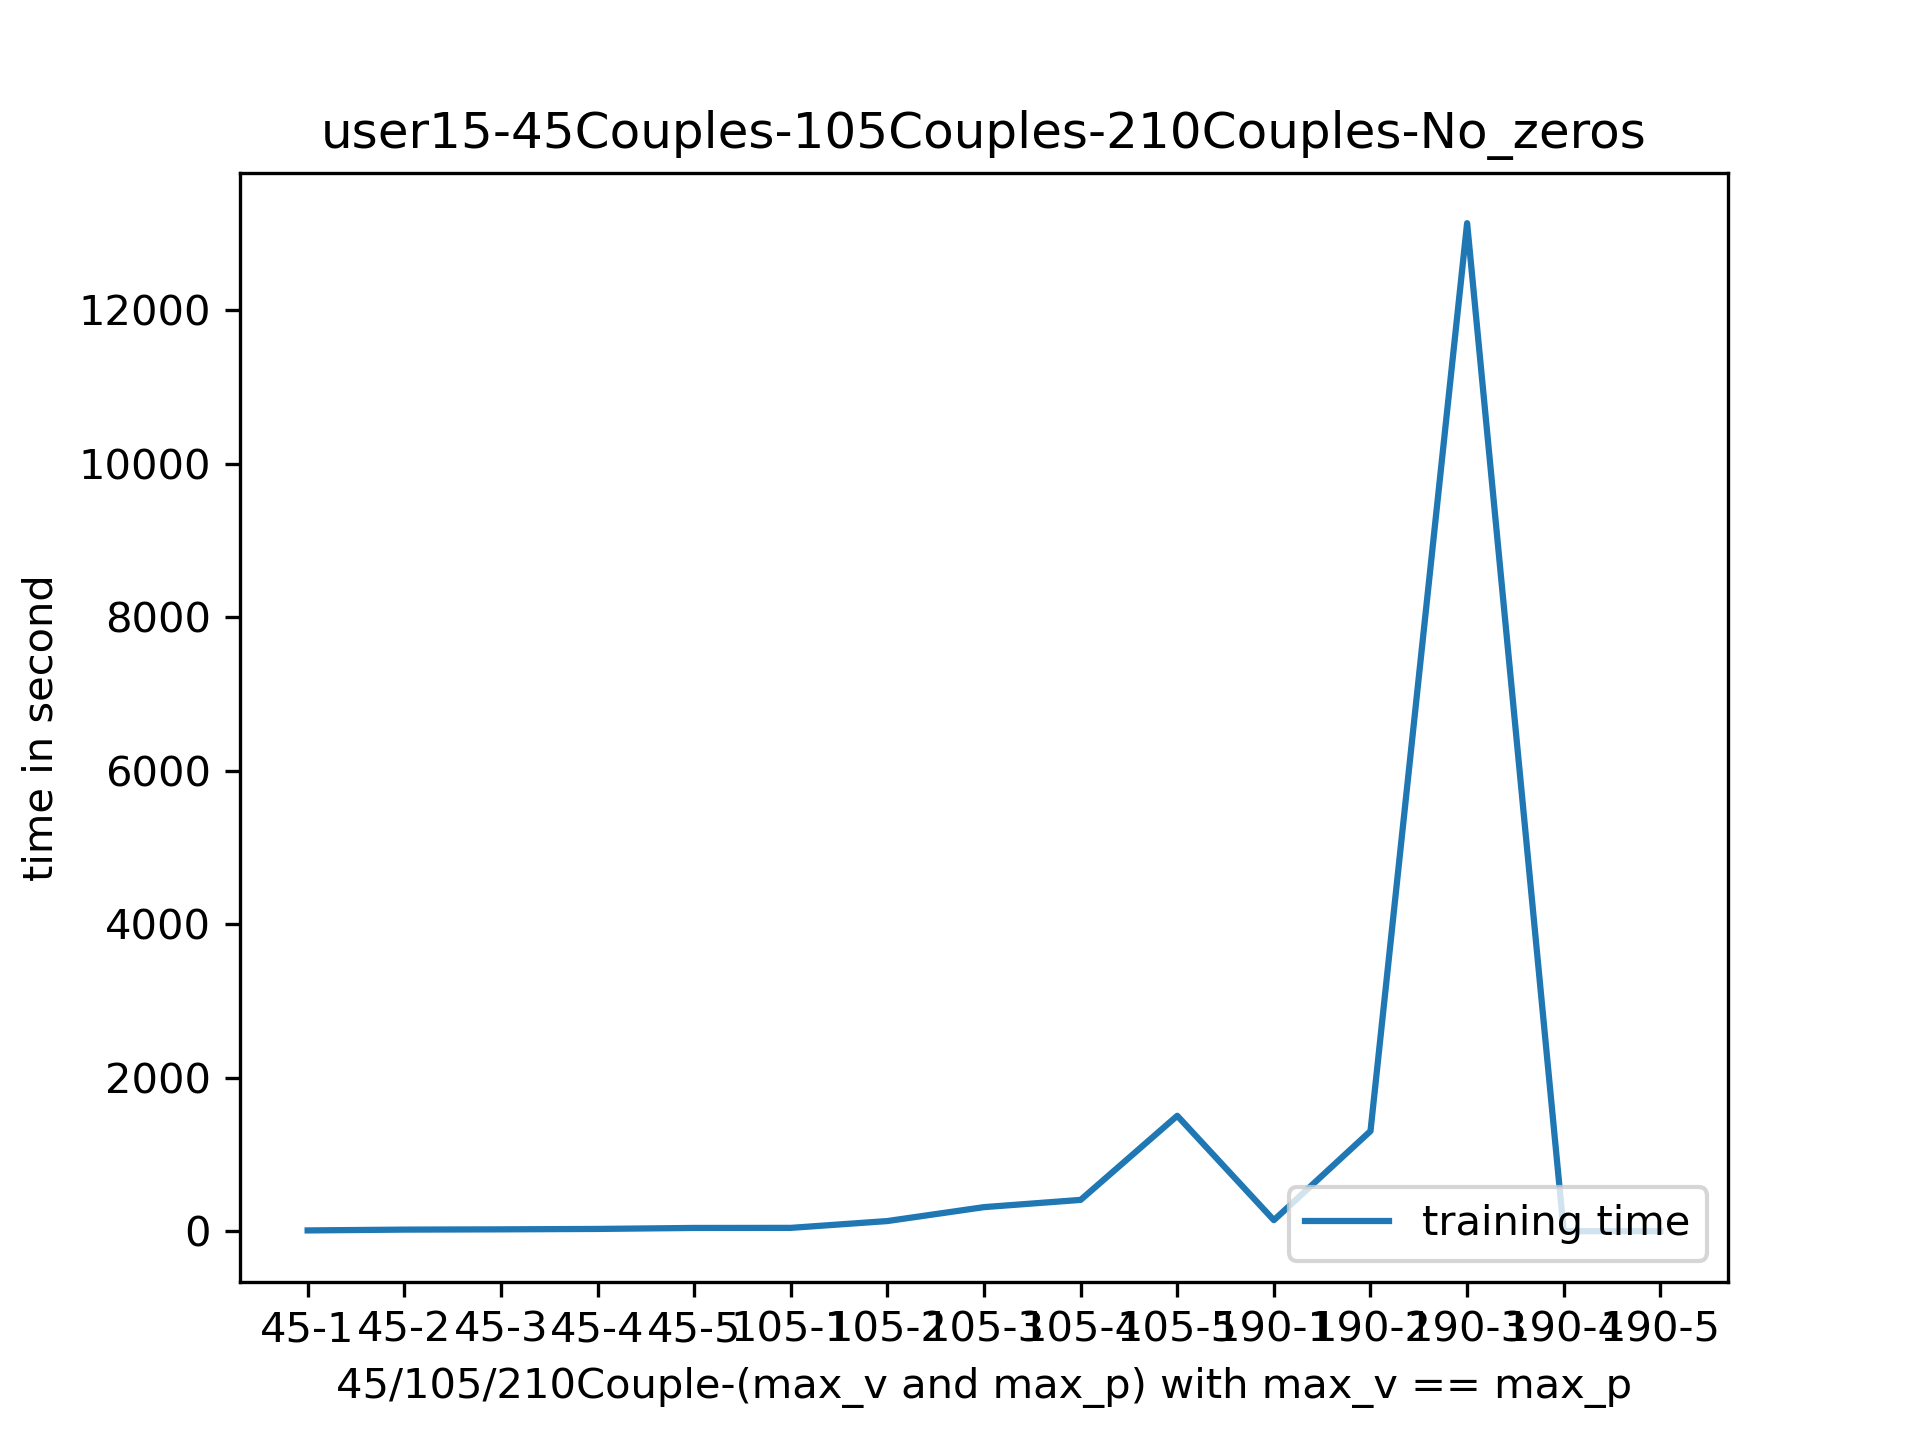 user15-45Couples-105Couples-210Couples-No_zeros
12000
10000
8000
6000
4000
2000
0
time in second
training time
45-1 45-2 45-3 45-4 45-5 105-1 105-2 105-3 105-4 105-5 190-1 190-2 190-3 190-4 190-5
45/105/210Couple-(max_v and max_p) with max_v == max_p